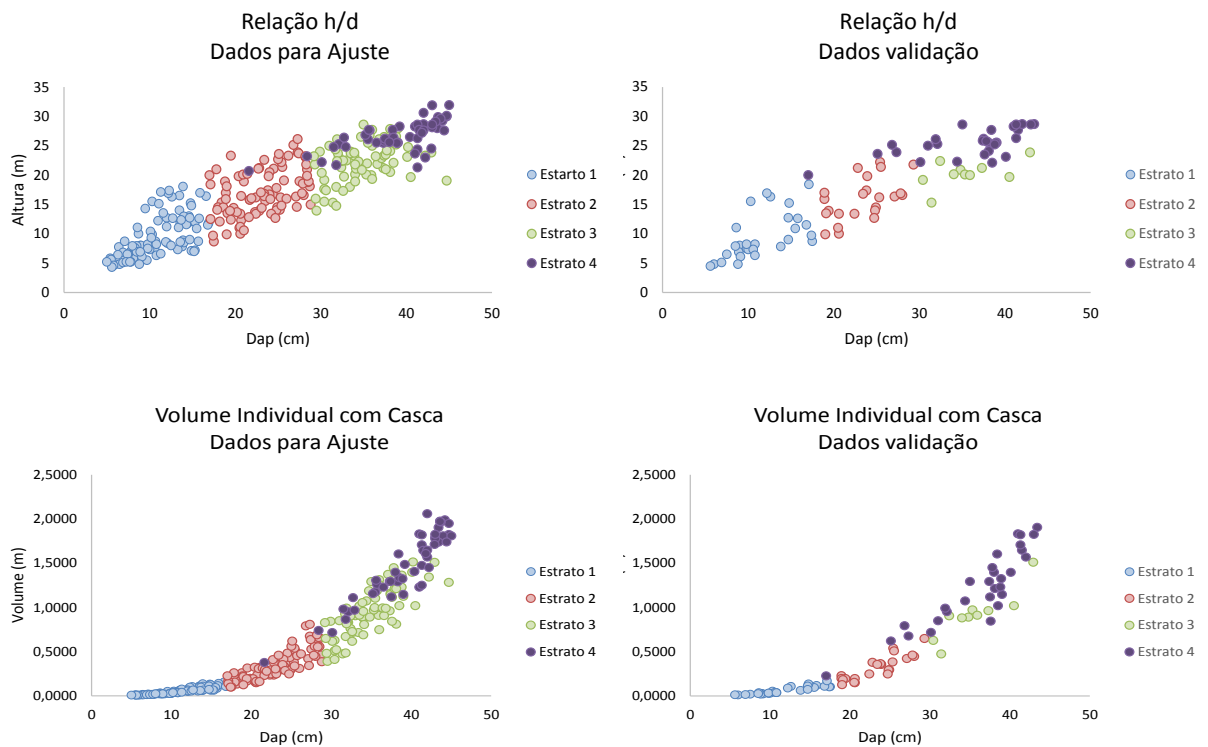 Relação h/d
Dados para Ajuste
35
30
25
20
15
10
5
0
Altura (m)
0 10 20 30 40 50
Dap (cm)
Estarto 1
Estrato 2
Estrato 3
Estrato 4
Relação h/d
Dados validação
35
30
25
20
15
10
5
0
0 10 20 30 40 50
Dap (cm)
Estrato 1
Estrato 2
Estrato 3
Estrato 4
Volume Individual com Casca
Dados para Ajuste
2,5000
2,0000
1,5000
1,0000
0,5000
0,0000
Volume (m)
0 10 20 30 40 50
Dap (cm)
Estrato 1
Estrato 2
Estrato 3
Estrato 4
Volume Individual com Casca
Dados validação
2,5000
2,0000
1,5000
1,0000
0,5000
0,0000
0 10 20 30 40 50
Dap (cm)
Estrato 1
Estrato 2
Estrato 3
Estrato 4